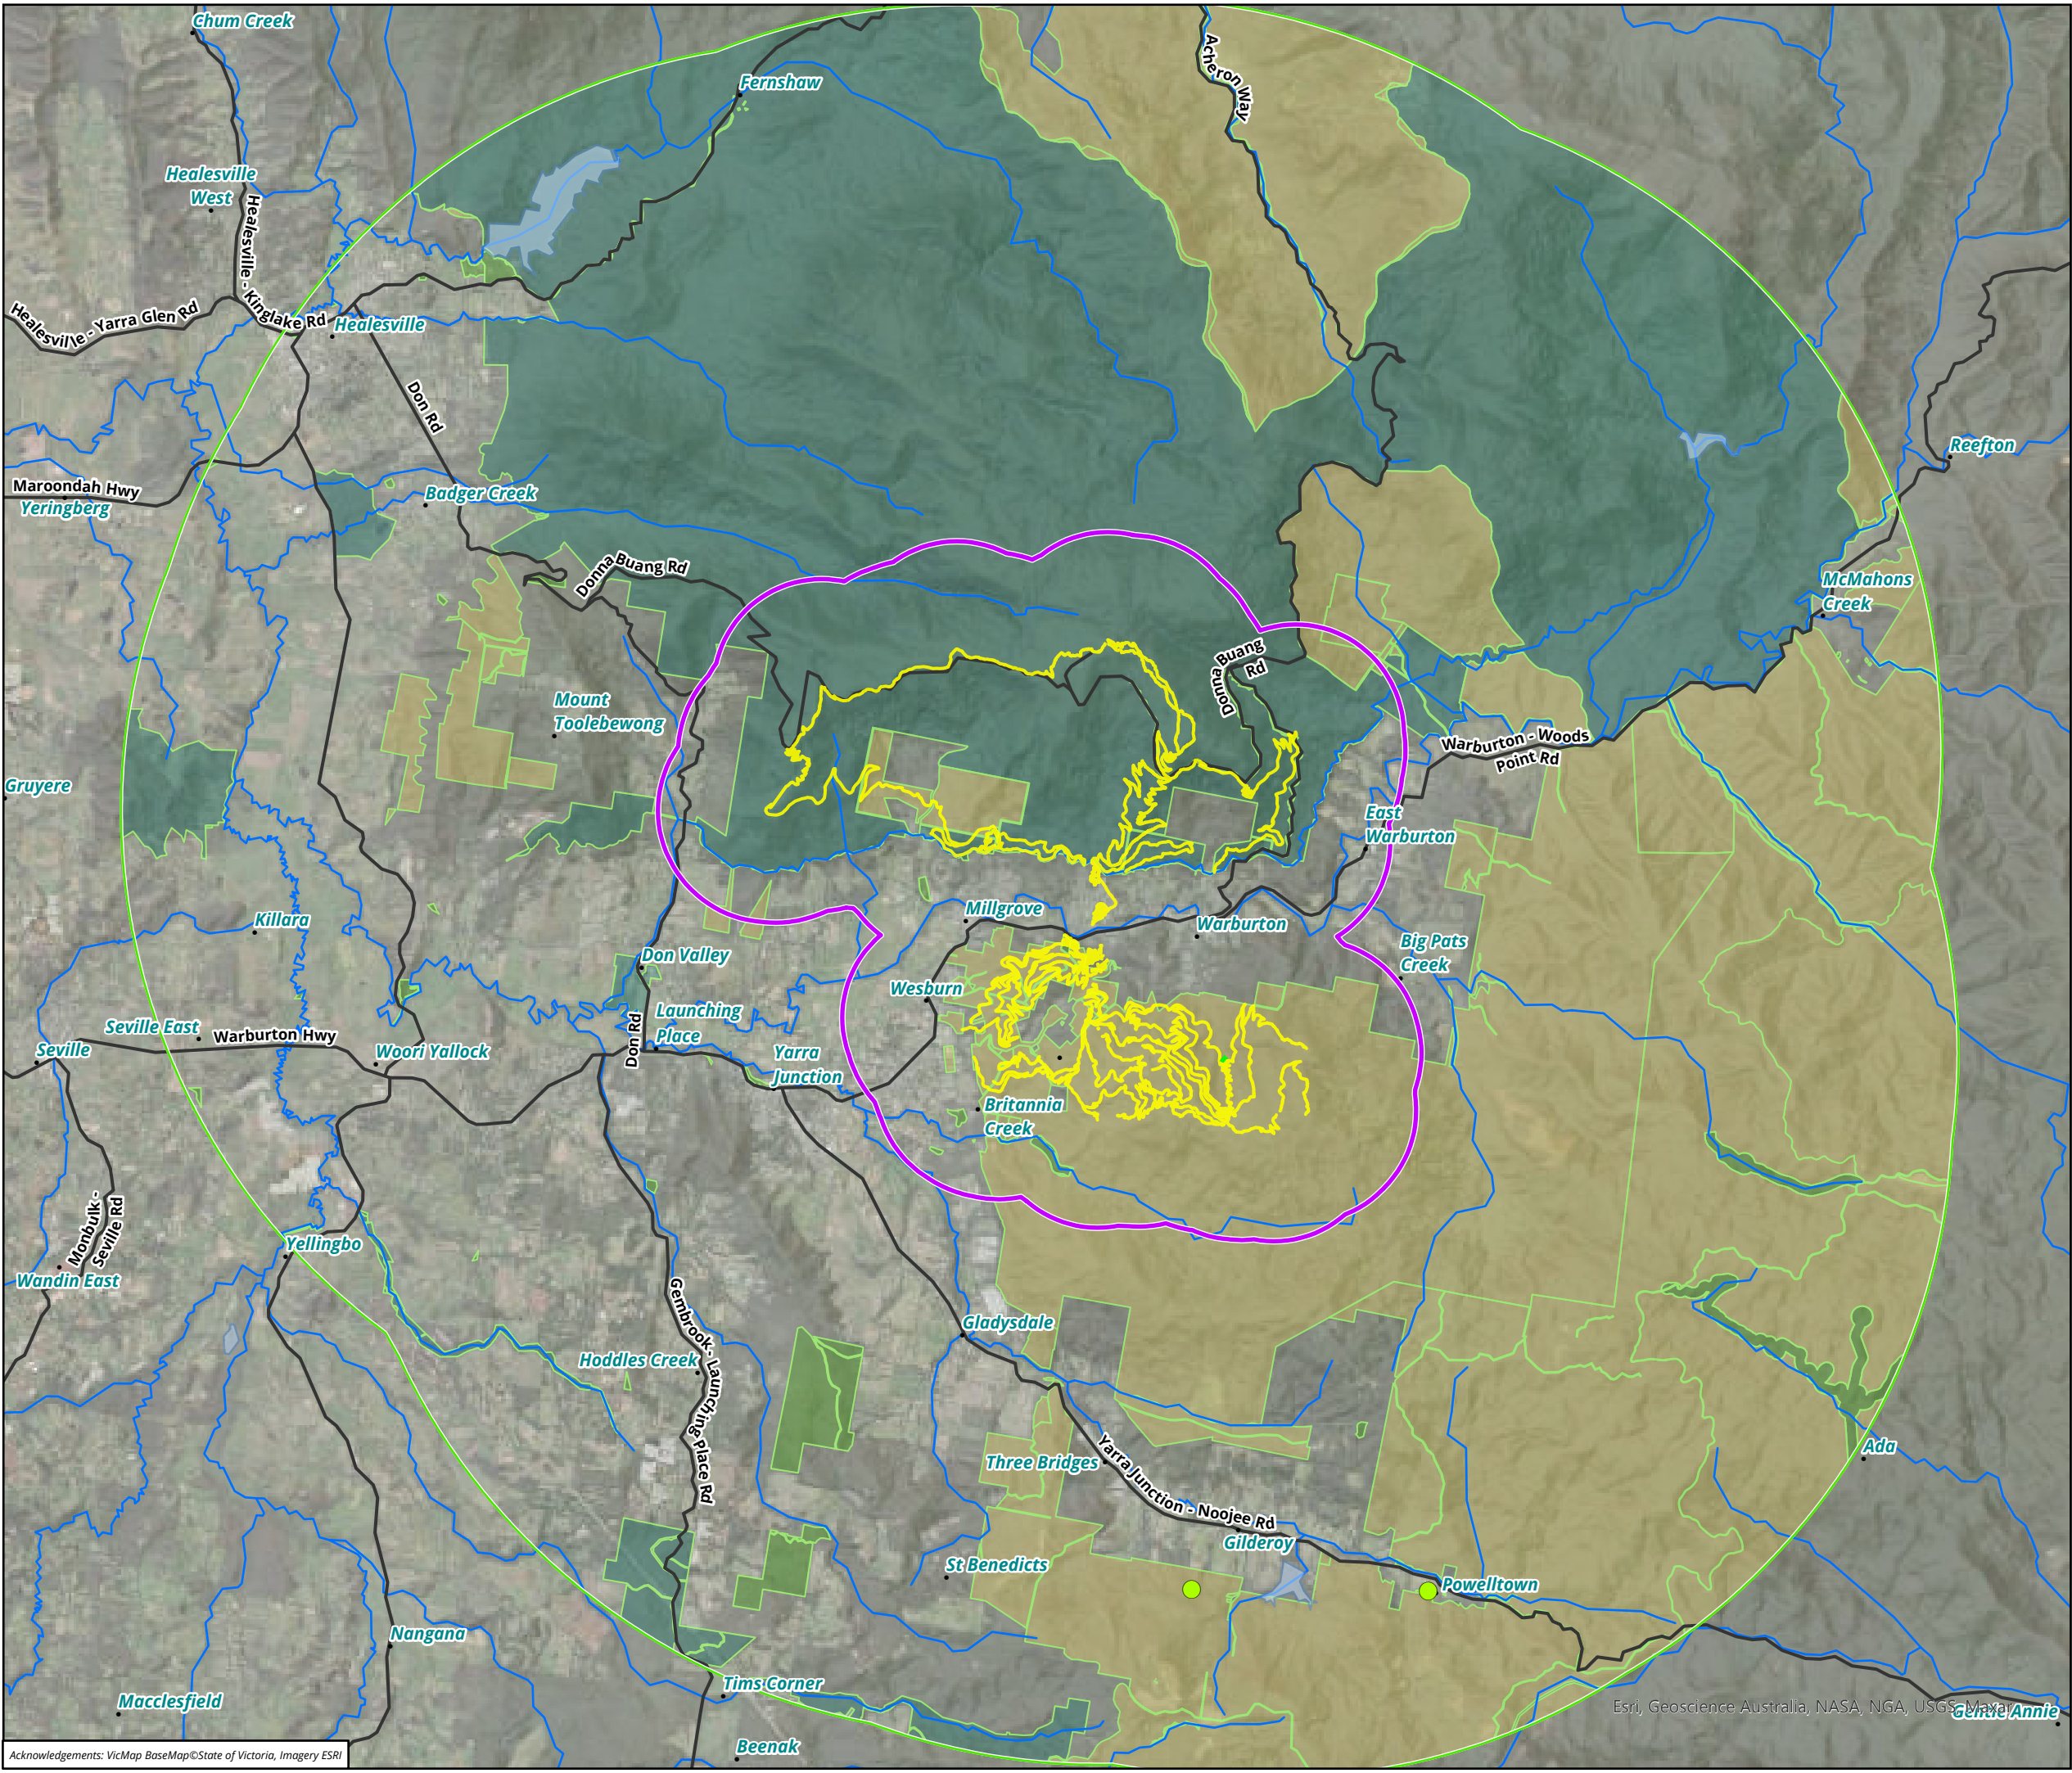 Chum Creek
Acheron Way
Fernshaw
Healesville
West
Healesville - Kinglake Rd
Healesville - Yarra Glen Rd
Healesville
Don Rd
Reefton
Maroondah Hwy
Yeringberg
Badger Creek
Donna Buang Rd
McMahons
Creek
Donna Buang
Rd
Mount
Toolebewong
Warburton - Woods
Point Rd
Gruyere
East
Warburton
Killara
Millgrove
Warburton
Big Pats
Creek
Don Valley
Wesburn
Launching
Place
Seville East
Warburton Hwy
Don Rd
Seville
Woori Yallock
Yarra
Junction
Britannia
Creek
Monbulk -
Seville Rd
Yellingbo
Wandin East
Gembrook - Launching Place Rd
Gladysdale
Hoddles Creek
Ada
Three Bridges
Yarra Junction - Noojee Rd
Gilderoy
St Benedicts
Powelltown
Nangana
Tims Corner
Macclesfield
Esri, Geoscience Australia, NASA, NGA, USGS, Maxar
Gentle Annie
Beenak
Acknowledgements: VicMap BaseMap©State of Victoria, Imagery ESRI